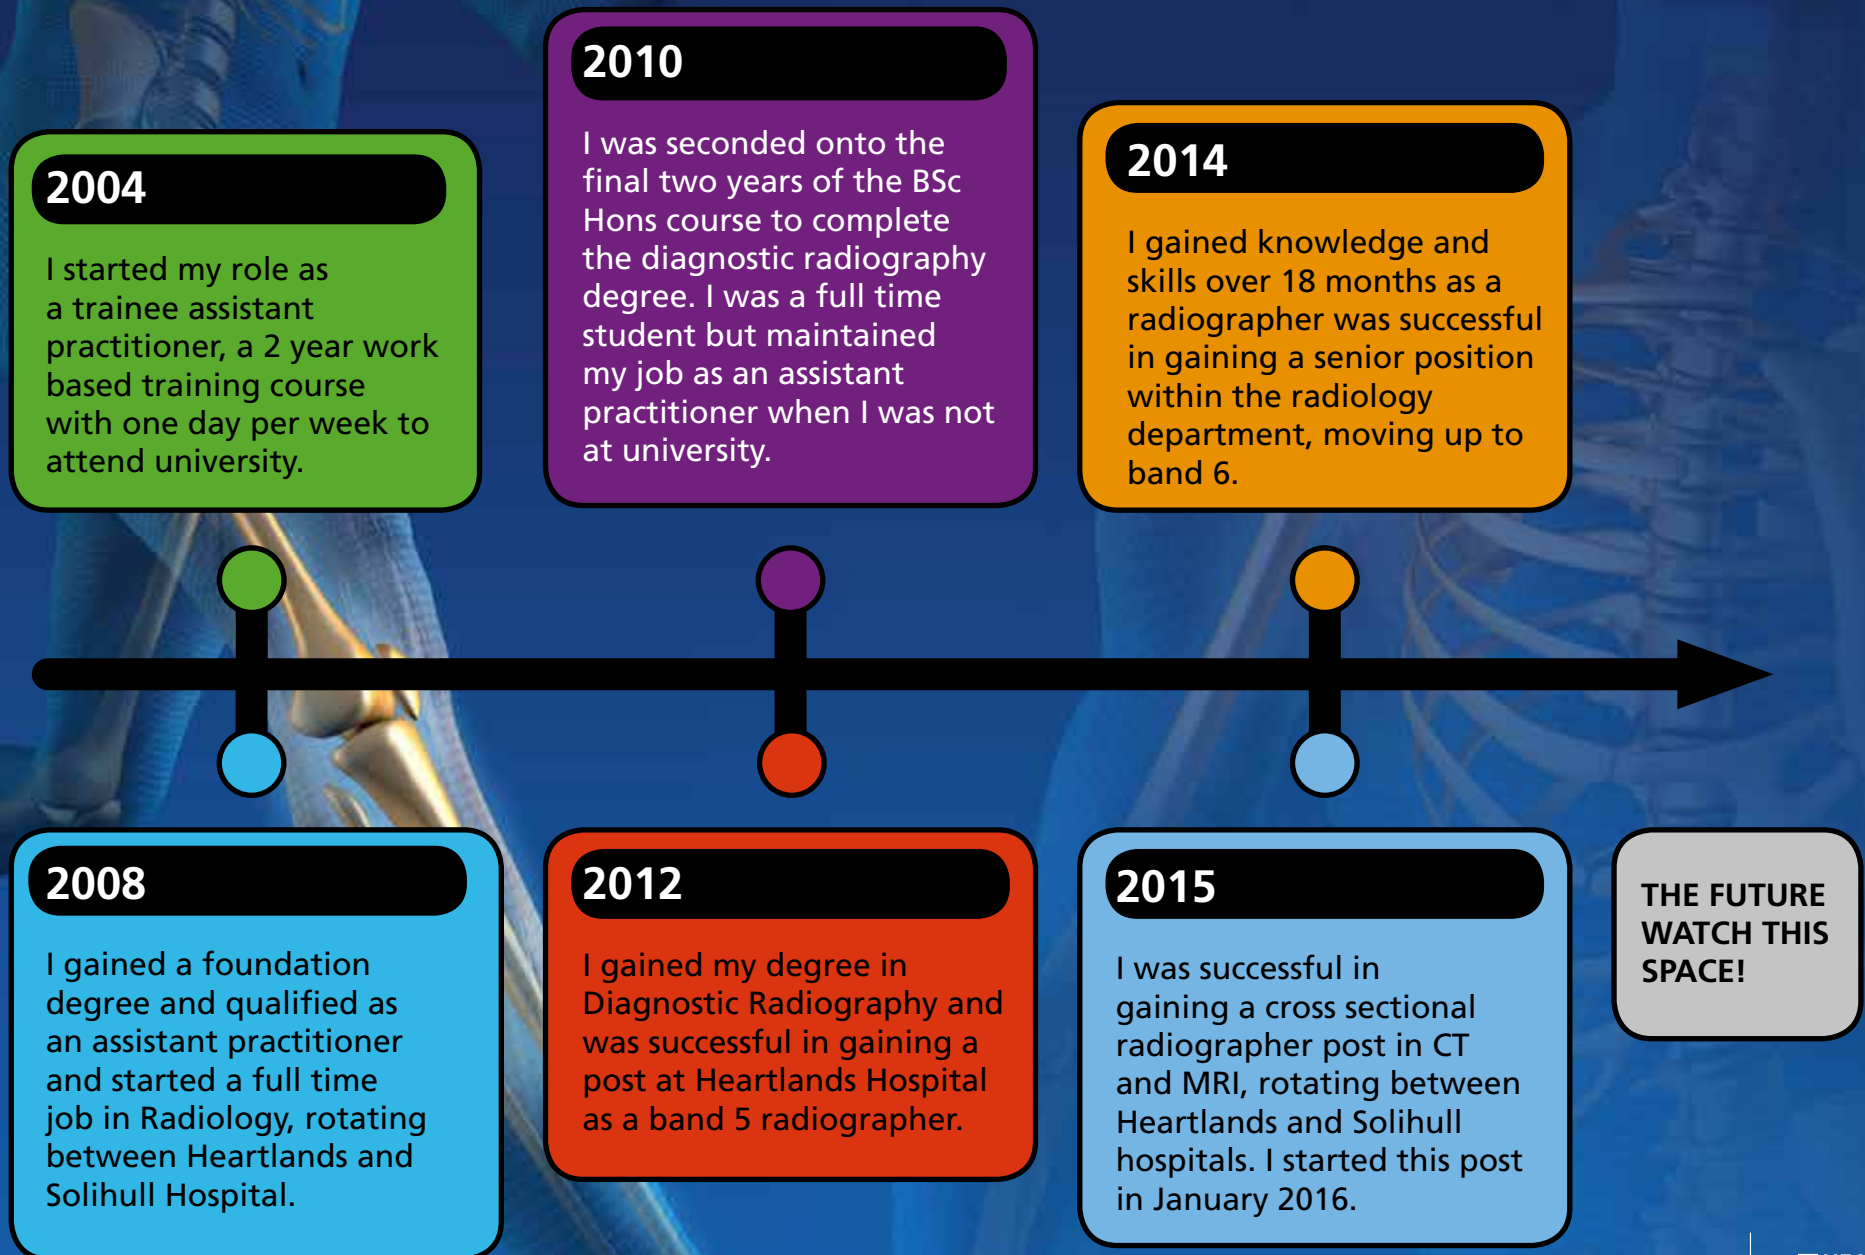 2004
I started my role as
a trainee assistant
practitioner, a 2 year work
based training course
with one day per week to
attend university.
2008
I gained a foundation
degree and qualified as
an assistant practitioner
and started a full time
job in Radiology, rotating
between Heartlands and
Solihull Hospital.
2010
I was seconded onto the
final two years of the BSc
Hons course to complete
the diagnostic radiography
degree. I was a full time
student but maintained
my job as an assistant
practitioner when I was not
at university.
2012
I gained my degree in
Diagnostic Radiography and
was successful in gaining a
post at Heartlands Hospital
as a band 5 radiographer.
2014
I gained knowledge and
skills over 18 months as a
radiographer was successful
in gaining a senior position
within the radiology
department, moving up to
band 6.
2015
I was successful in
gaining a cross sectional
radiographer post in CT
and MRI, rotating between
Heartlands and Solihull
hospitals. I started this post
in January 2016.
THE FUTURE
WATCH THIS
SPACE!